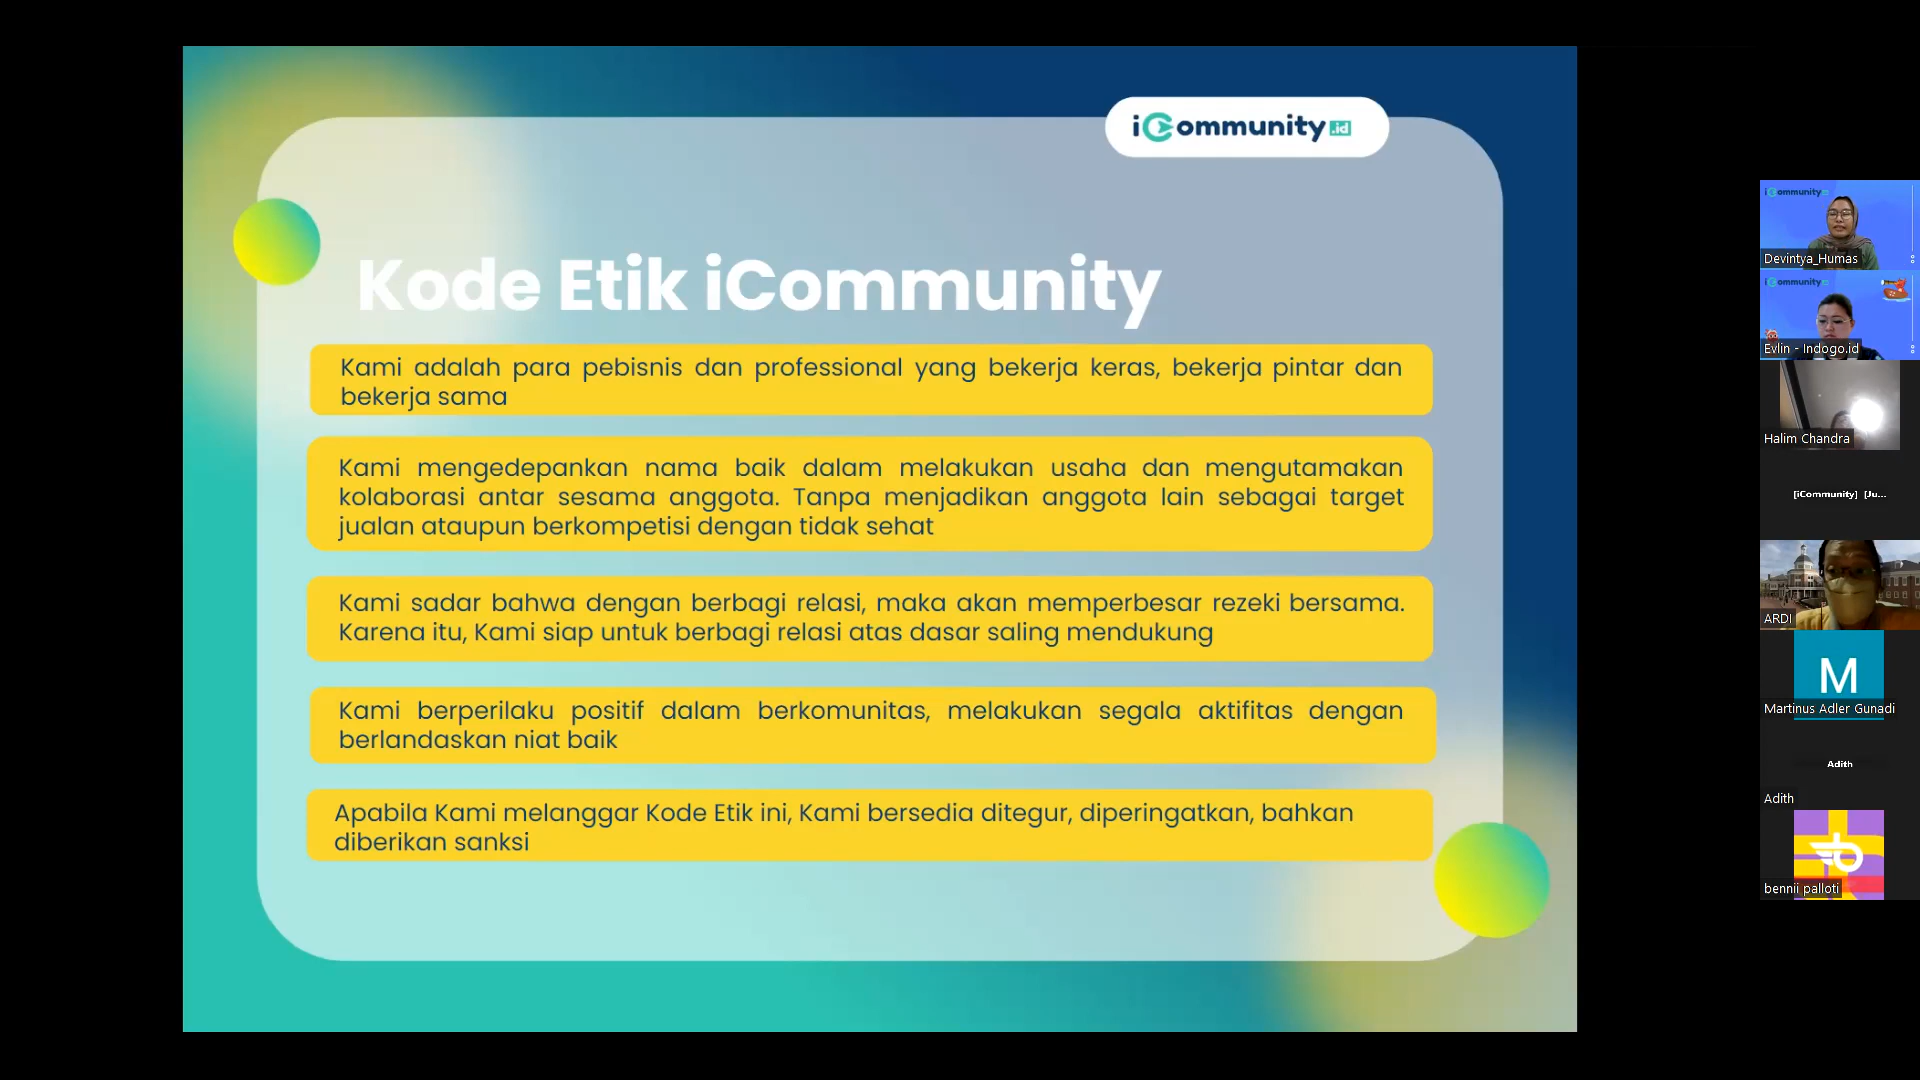 iCommunity.id
Kode Etik iCommunity
Kami adalah para pebisnis dan professional yang bekerja keras, bekerja pintar dan
bekerja sama
Kami mengedepankan nama baik dalam melakukan usaha dan mengutamakan
kolaborasi antar sesama anggota. Tanpa menjadikan anggota lain sebagai target
jualan ataupun berkompetisi dengan tidak sehat
Kami sadar bahwa dengan berbagi relasi, maka akan memperbesar rezeki bersama.
Karena itu, Kami siap untuk berbagi relasi atas dasar saling mendukung
Kami berperilaku positif dalam berkomunitas, melakukan segala aktifitas dengan
berlandaskan niat baik
Apabila Kami melanggar Kode Etik ini, Kami bersedia ditegur, diperingatkan, bahkan
diberikan sanksi
iCommunity
Devintya_Humas
iCommunity
Evlin - Indogo.id
Halim Chandra
[iCommunity] [Ju...
ARDI
M
Martinus Adler Gunadi
Adith
Adith
bennii palloti